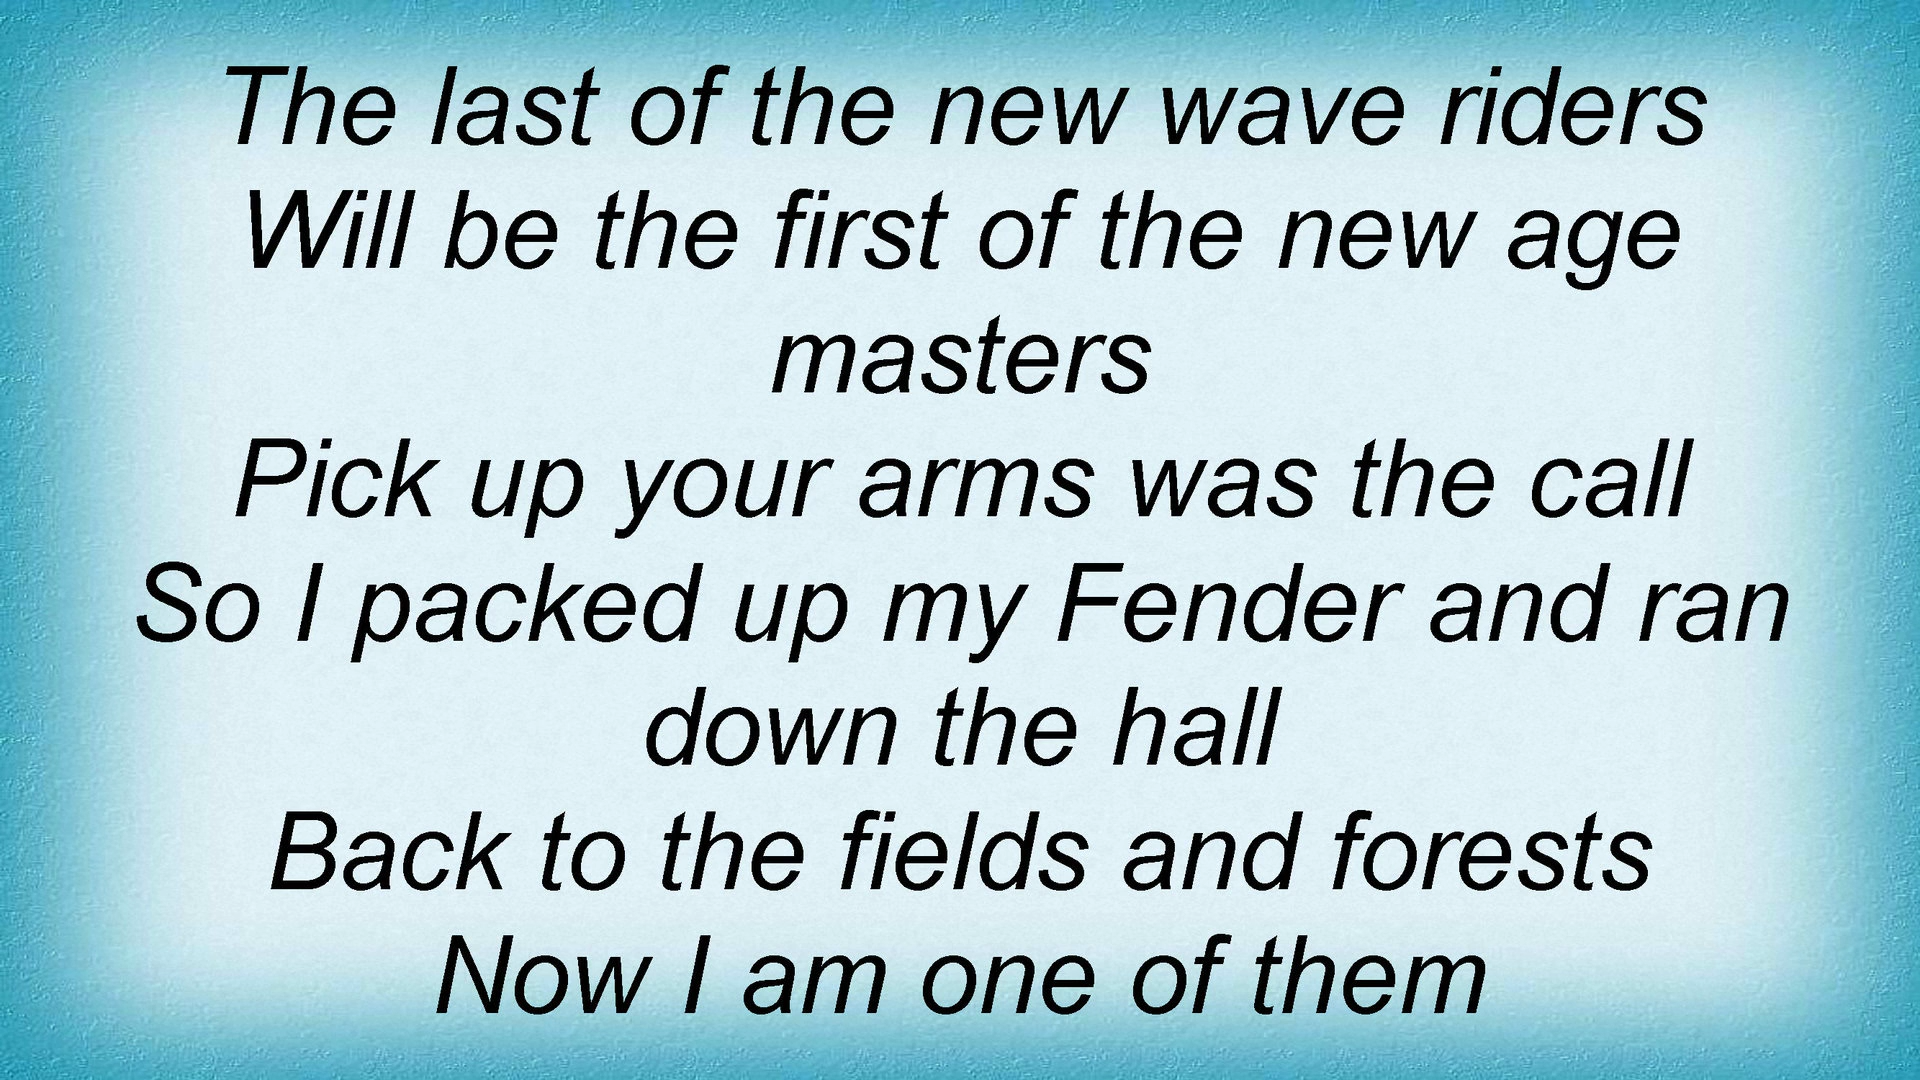 The last of the new wave riders
Will be the first of the new age
masters
Pick up your arms was the call
So I packed up my Fender and ran
down the hall
Back to the fields and forests
Now I am one of them